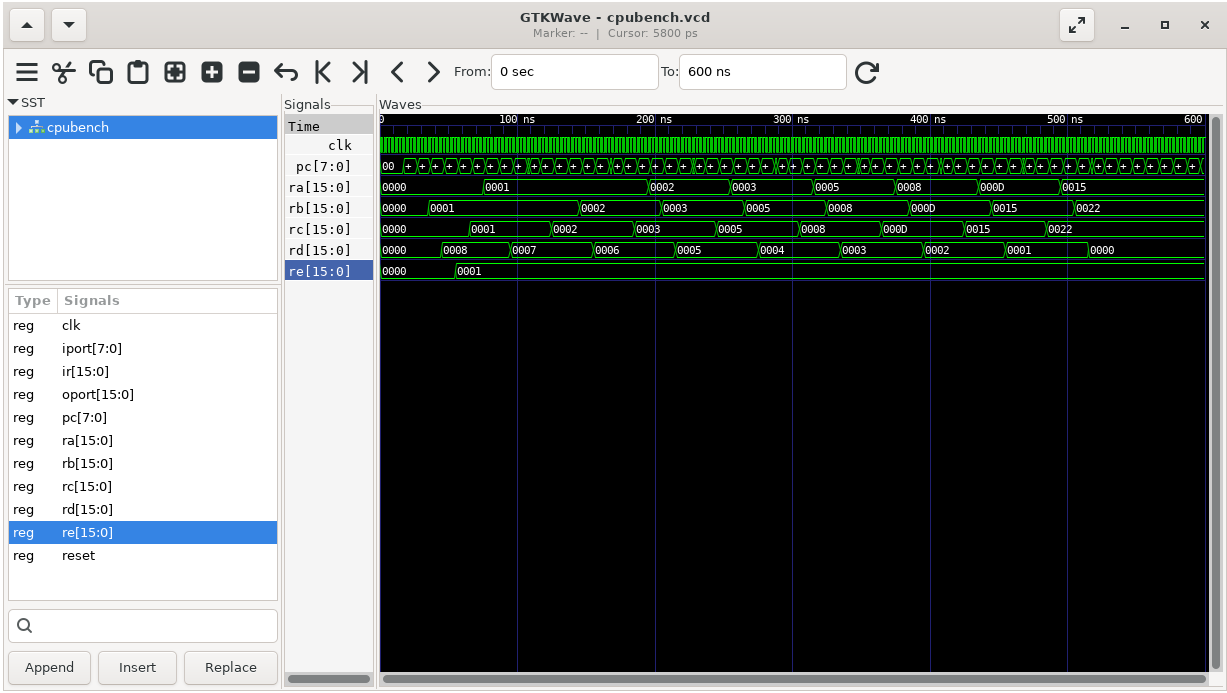 GTKWave - cpubench.vcd
Marker: -- | Cursor: 5800 ps
From: 0 sec To: 600 ns
SST
cpubench
Type Signals
reg clk
reg iport[7:0]
reg ir[15:0]
reg oport[15:0]
reg pc[7:0]
reg ra[15:0]
reg rb[15:0]
reg rc[15:0]
reg rd[15:0]
reg re[15:0]
reg reset
Append Insert Replace
Signals
Time
clk
pc[7:0]
ra[15:0]
rb[15:0]
rc[15:0]
rd[15:0]
re[15:0]
Waves
0 100 ns 200 ns 300 ns 400 ns 500 ns 600
00 + + + + + + + + + + + + + + + + + + + + + + + + + + + + + + + + + + + + + + + + + + + + + + + + + + + + + + + + + +
0000 0001 0002 0003 0005 0008 000D 0015
0000 0001 0002 0003 0005 0008 000D 0015 0022
0000 0001 0002 0003 0005 0008 000D 0015 0022
0000 0008 0007 0006 0005 0004 0003 0002 0001 0000
0000 0001